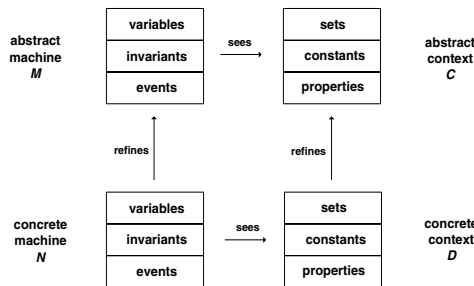 abstract
machine
M
variables
invariants
events
sees
sets
constants
properties
abstract
context
C
refines
refines
concrete
machine
N
variables
invariants
events
sees
sets
constants
properties
concrete
context
D